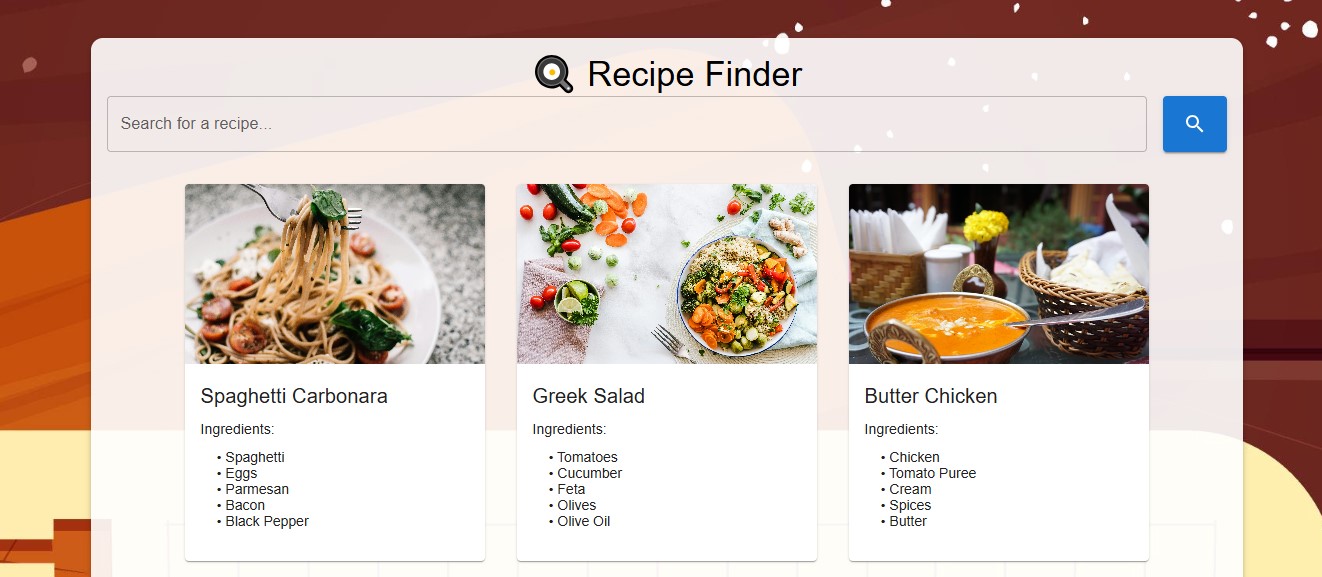 Recipe Finder
Search for a recipe...
Spaghetti Carbonara
Ingredients:
• Spaghetti
• Eggs
• Parmesan
• Bacon
• Black Pepper
Greek Salad
Ingredients:
• Tomatoes
• Cucumber
• Feta
• Olives
• Olive Oil
Butter Chicken
Ingredients:
• Chicken
• Tomato Puree
• Cream
• Spices
• Butter